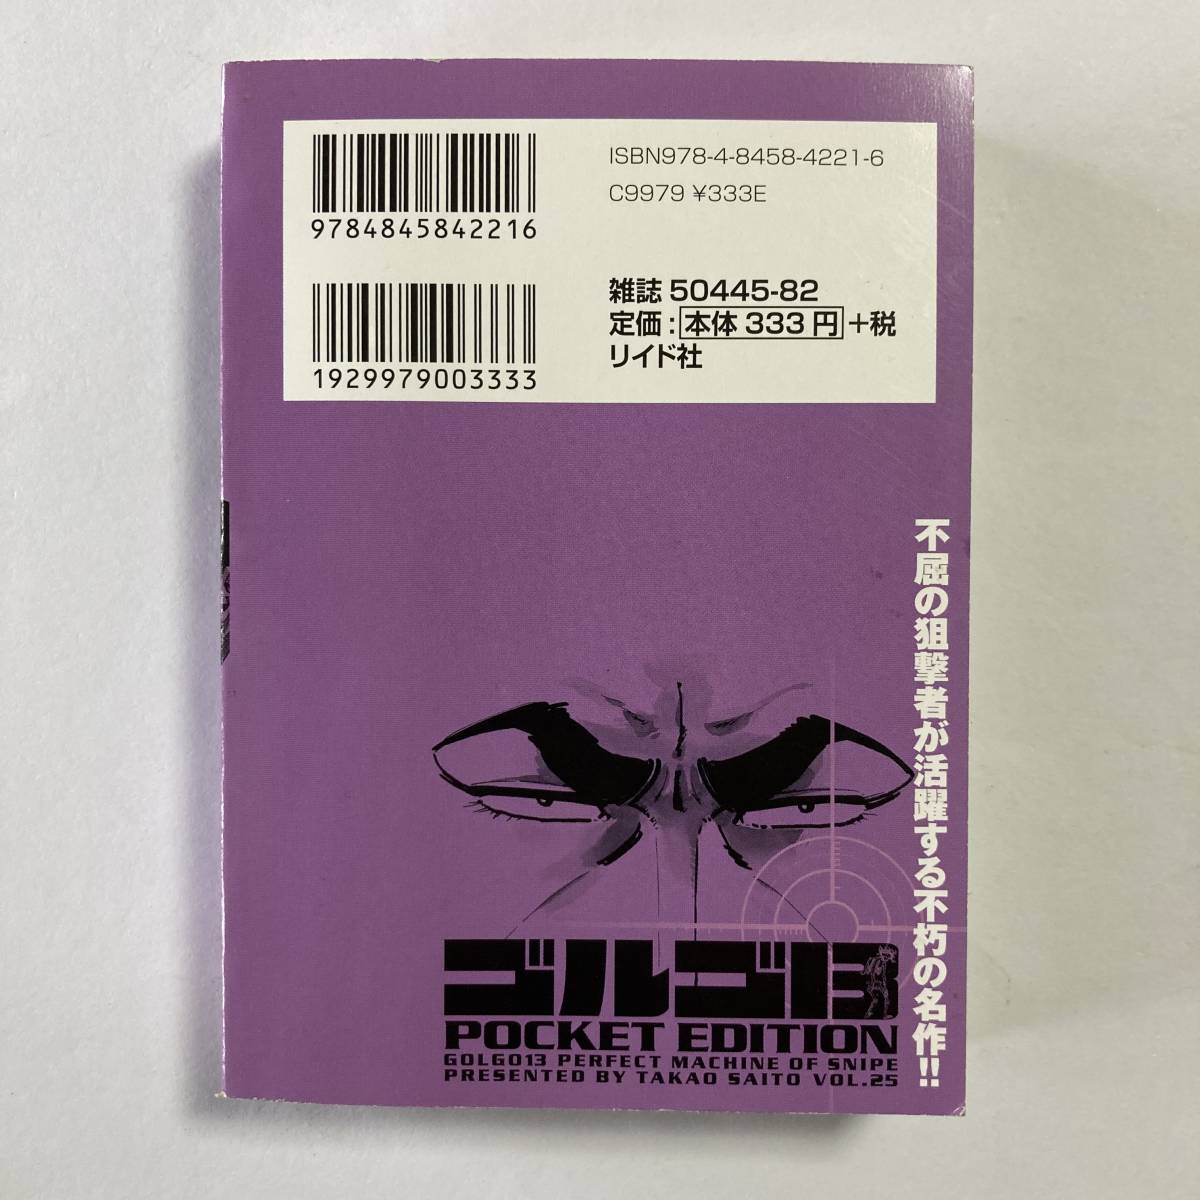 9784845842216
ISBN978-4-8458-4221-6
C9979 ¥333E
1929979003333
雑誌 50445-82
定価：本体 333 円+税
リイド社
不屈の狙撃者が活躍する不朽の名作!!
ゴルゴ13
POCKET EDITION
GOLGO13 PERFECT MACHINE OF SNIPE
PRESENTED BY TAKAO SAITO VOL.25